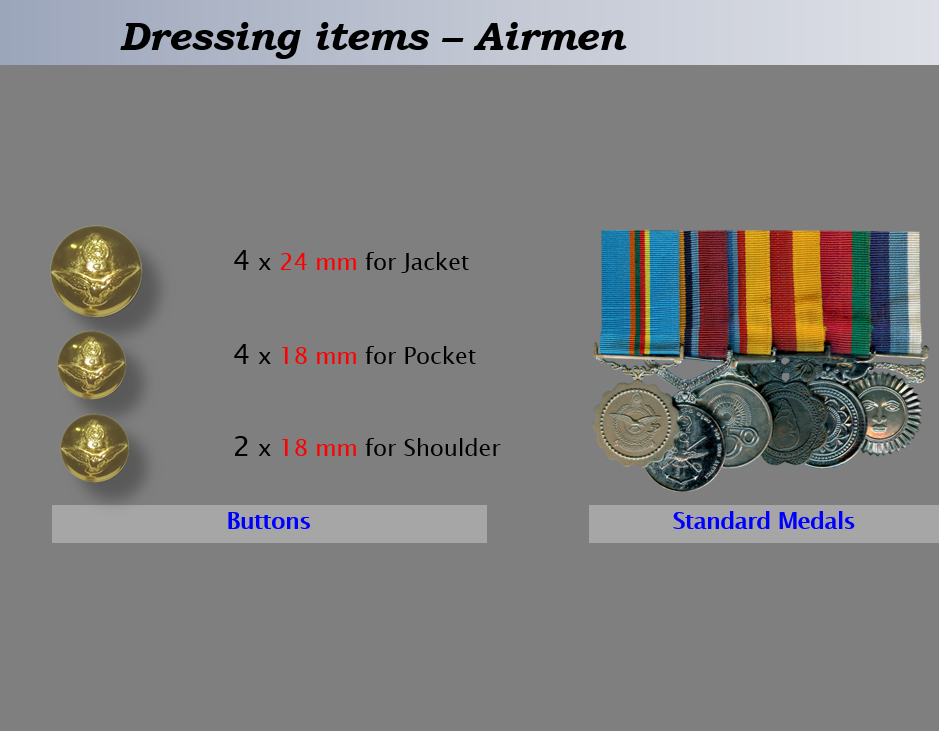 Dressing items – Airmen
4 x 24 mm for Jacket
4 x 18 mm for Pocket
2 x 18 mm for Shoulder
Buttons
Standard Medals